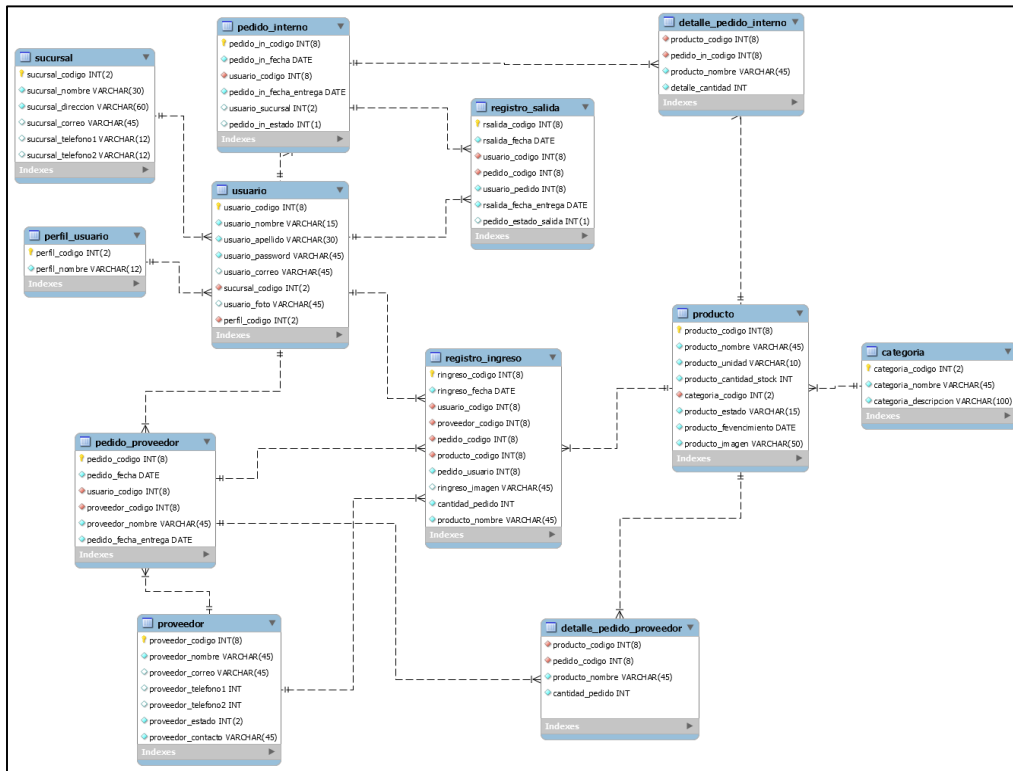 pedido_interno
pedido_in_codigo INT(8)
pedido_in_fecha DATE
usuario_codigo INT(8)
pedido_in_fecha_entrega DATE
usuario_sucursal INT(2)
pedido_in_estado INT(1)
Indexes
detalle_pedido_interno
producto_codigo INT(8)
pedido_in_codigo INT(8)
producto_nombre VARCHAR(45)
detalle_cantidad INT
Indexes
sucursal
sucursal_codigo INT(2)
sucursal_nombre VARCHAR(30)
sucursal_direccion VARCHAR(60)
sucursal_correo VARCHAR(45)
sucursal_telefono1 VARCHAR(12)
sucursal_telefono2 VARCHAR(12)
Indexes
registro_salida
rsalida_codigo INT(8)
rsalida_fecha DATE
usuario_codigo INT(8)
pedido_codigo INT(8)
usuario_pedido INT(8)
rsalida_fecha_entrega DATE
pedido_estado_salida INT(1)
Indexes
usuario
usuario_codigo INT(8)
usuario_nombre VARCHAR(15)
usuario_apellido VARCHAR(30)
usuario_password VARCHAR(45)
usuario_correo VARCHAR(45)
sucursal_codigo INT(2)
usuario_foto VARCHAR(45)
perfil_codigo INT(2)
Indexes
perfil_usuario
perfil_codigo INT(2)
perfil_nombre VARCHAR(12)
Indexes
producto
producto_codigo INT(8)
producto_nombre VARCHAR(45)
producto_unidad VARCHAR(10)
producto_cantidad_stock INT
categoria_codigo INT(2)
producto_estado VARCHAR(15)
producto_fevencimiento DATE
producto_imagen VARCHAR(50)
Indexes
categoria
categoria_codigo INT(2)
categoria_nombre VARCHAR(45)
categoria_descripcion VARCHAR(100)
Indexes
registro_ingreso
ringreso_codigo INT(8)
ringreso_fecha DATE
usuario_codigo INT(8)
proveedor_codigo INT(8)
pedido_codigo INT(8)
producto_codigo INT(8)
pedido_usuario INT(8)
ringreso_imagen VARCHAR(45)
cantidad_pedido INT
producto_nombre VARCHAR(45)
Indexes
pedido_proveedor
pedido_codigo INT(8)
pedido_fecha DATE
usuario_codigo INT(8)
proveedor_codigo INT(8)
proveedor_nombre VARCHAR(45)
pedido_fecha_entrega DATE
Indexes
proveedor
proveedor_codigo INT(8)
proveedor_nombre VARCHAR(45)
proveedor_correo VARCHAR(45)
proveedor_telefono1 INT
proveedor_telefono2 INT
proveedor_estado INT(2)
proveedor_contacto VARCHAR(45)
Indexes
detalle_pedido_proveedor
producto_codigo INT(8)
pedido_codigo INT(8)
producto_nombre VARCHAR(45)
cantidad_pedido INT
Indexes